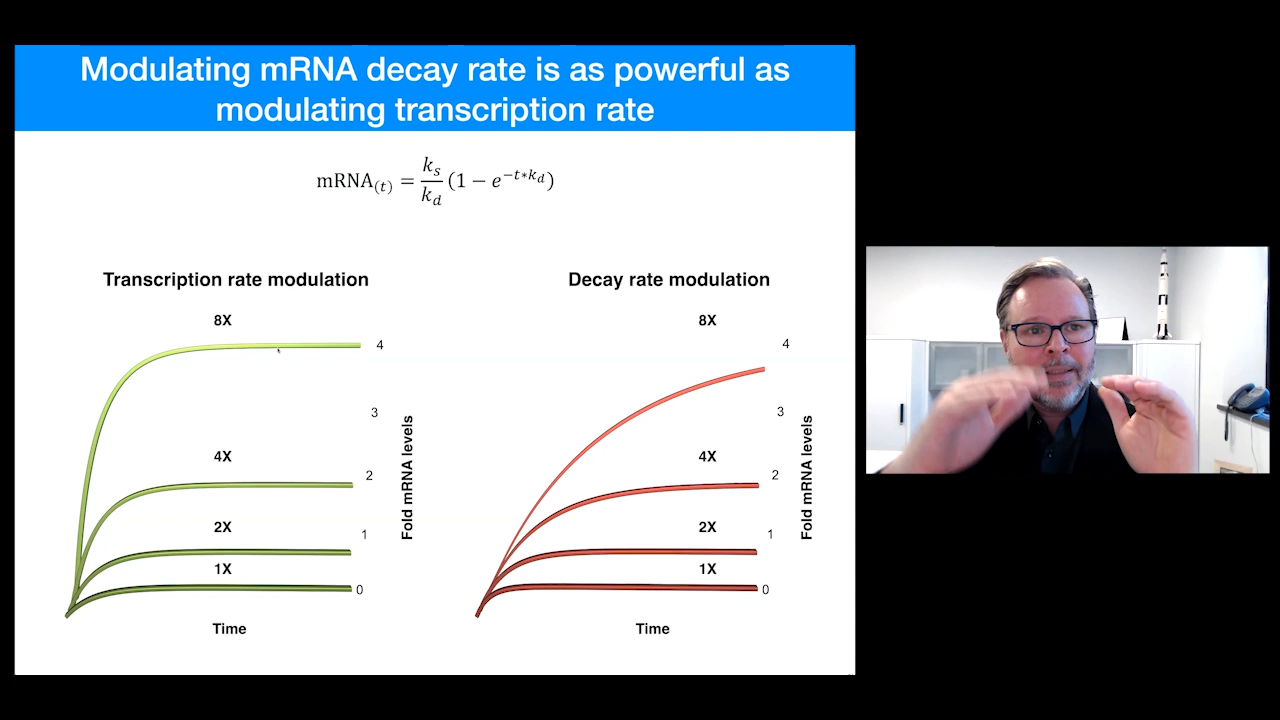 Modulating mRNA decay rate is as powerful as
modulating transcription rate
mRNA(t) = ks/kd (1 − e^−t∗kd)
Transcription rate modulation
8X
4
3
4X
2
2X
1
1X
0
Fold mRNA levels
Time
Decay rate modulation
8X
4
3
4X
2
2X
1
1X
0
Fold mRNA levels
Time